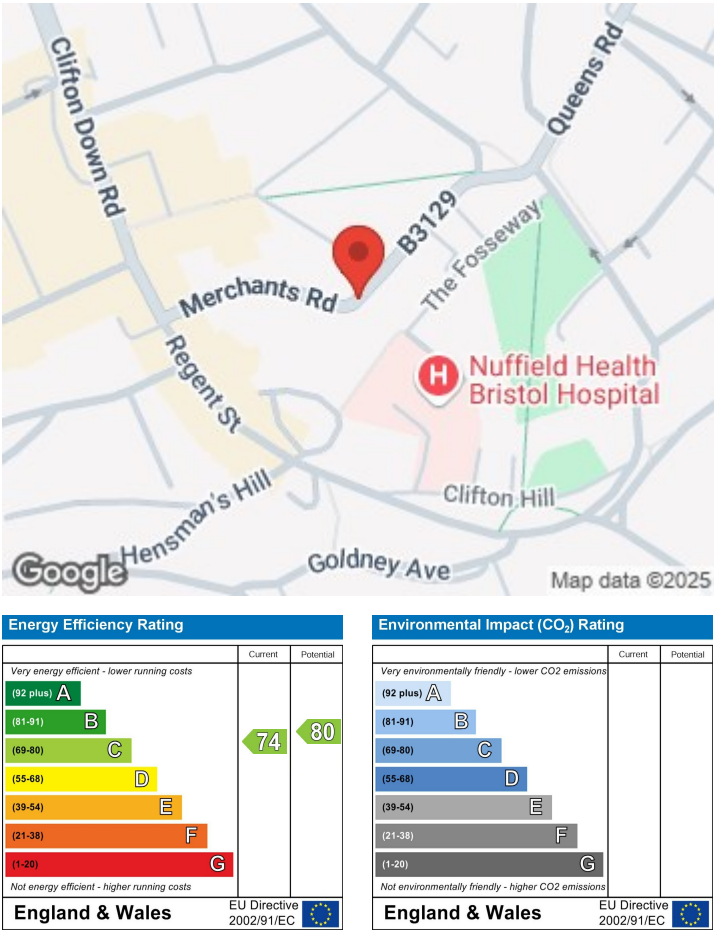 Clifton Down Rd
Queens Rd
B3129
The Fosseway
Merchants Rd
Regent St
Nuffield Health
Bristol Hospital
H
Clifton Hill
Hensman's Hill
Goldney Ave
Google
Map data ©2025
Energy Efficiency Rating
Current
Potential
Very energy efficient - lower running costs
(92 plus) A
(81-91) B
(69-80) C
(55-68) D
(39-54) E
(21-38) F
(1-20) G
74
80
Not energy efficient - higher running costs
England & Wales
EU Directive
2002/91/EC
Environmental Impact (CO₂) Rating
Current
Potential
Very environmentally friendly - lower CO2 emissions
(92 plus) A
(81-91) B
(69-80) C
(55-68) D
(39-54) E
(21-38) F
(1-20) G
Not environmentally friendly - higher CO2 emissions
England & Wales
EU Directive
2002/91/EC